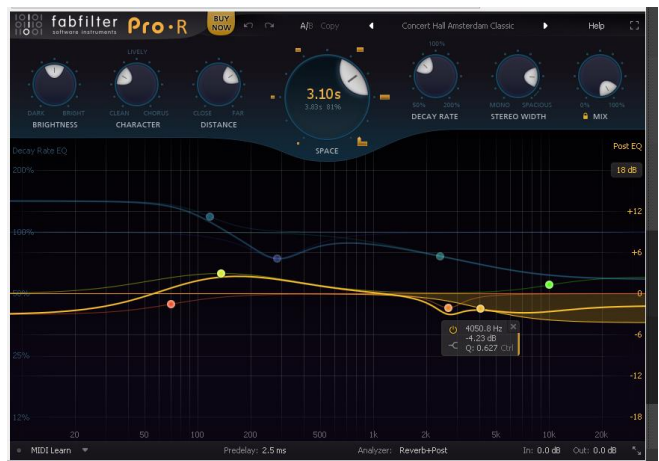 fabfilter
software instruments
Pro·R
BUY NOW
A/B Copy
Concert Hall Amsterdam Classic
Help
LIVELY
DARK BRIGHT
BRIGHTNESS
CLEAN CHORUS
CHARACTER
CLOSE FAR
DISTANCE
3.10s
3.83s 81%
SPACE
100%
50% 200%
DECAY RATE
MONO SPACIOUS
STEREO WIDTH
0% 100%
MIX
Decay Rate EQ
Post EQ
200%
18 dB
+12
100%
+6
50%
0
4050.8 Hz
-4.23 dB
Q: 0.627 Ctrl
-6
25%
-12
12%
-18
20 50 100 200 500 1k 2k 5k 10k 20k
MIDI Learn
Predelay: 2.5 ms
Analyzer: Reverb+Post
In: 0.0 dB
Out: 0.0 dB